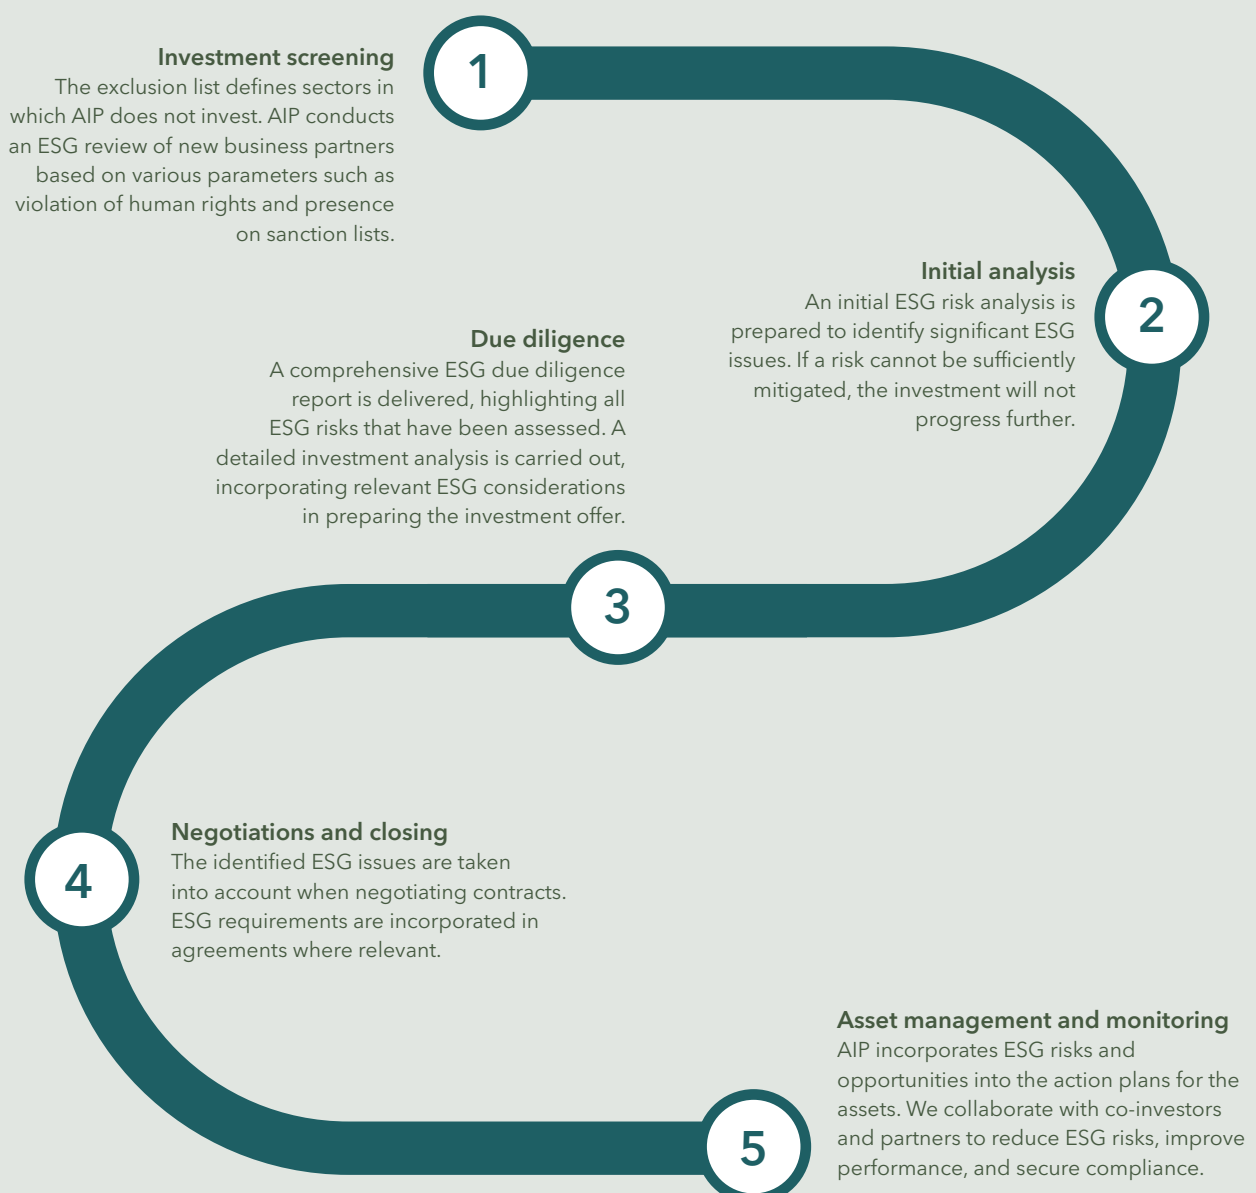 1
Investment screening
The exclusion list defines sectors in
which AIP does not invest. AIP conducts
an ESG review of new business partners
based on various parameters such as
violation of human rights and presence
on sanction lists.
2
Initial analysis
An initial ESG risk analysis is
prepared to identify significant ESG
issues. If a risk cannot be sufficiently
mitigated, the investment will not
progress further.
Due diligence
A comprehensive ESG due diligence
report is delivered, highlighting all
ESG risks that have been assessed. A
detailed investment analysis is carried out,
incorporating relevant ESG considerations
in preparing the investment offer.
3
4
Negotiations and closing
The identified ESG issues are taken
into account when negotiating contracts.
ESG requirements are incorporated in
agreements where relevant.
5
Asset management and monitoring
AIP incorporates ESG risks and
opportunities into the action plans for the
assets. We collaborate with co-investors
and partners to reduce ESG risks, improve
performance, and secure compliance.